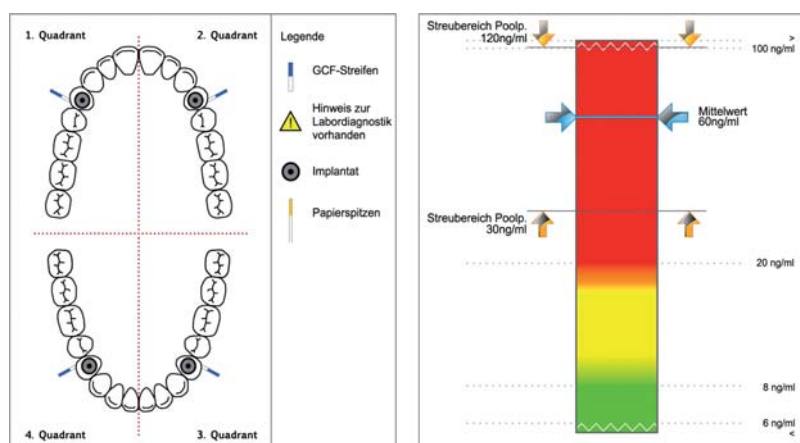 1. Quadrant
2. Quadrant
4. Quadrant
3. Quadrant
Legende
GCF-Streifen
Hinweis zur
Labordiagnostik
vorhanden
Implantat
Papierspitzen
Streubereich Poolp.
120ng/ml
>
100 ng/ml
Mittelwert
60ng/ml
Streubereich Poolp.
30ng/ml
20 ng/ml
8 ng/ml
6 ng/ml
<